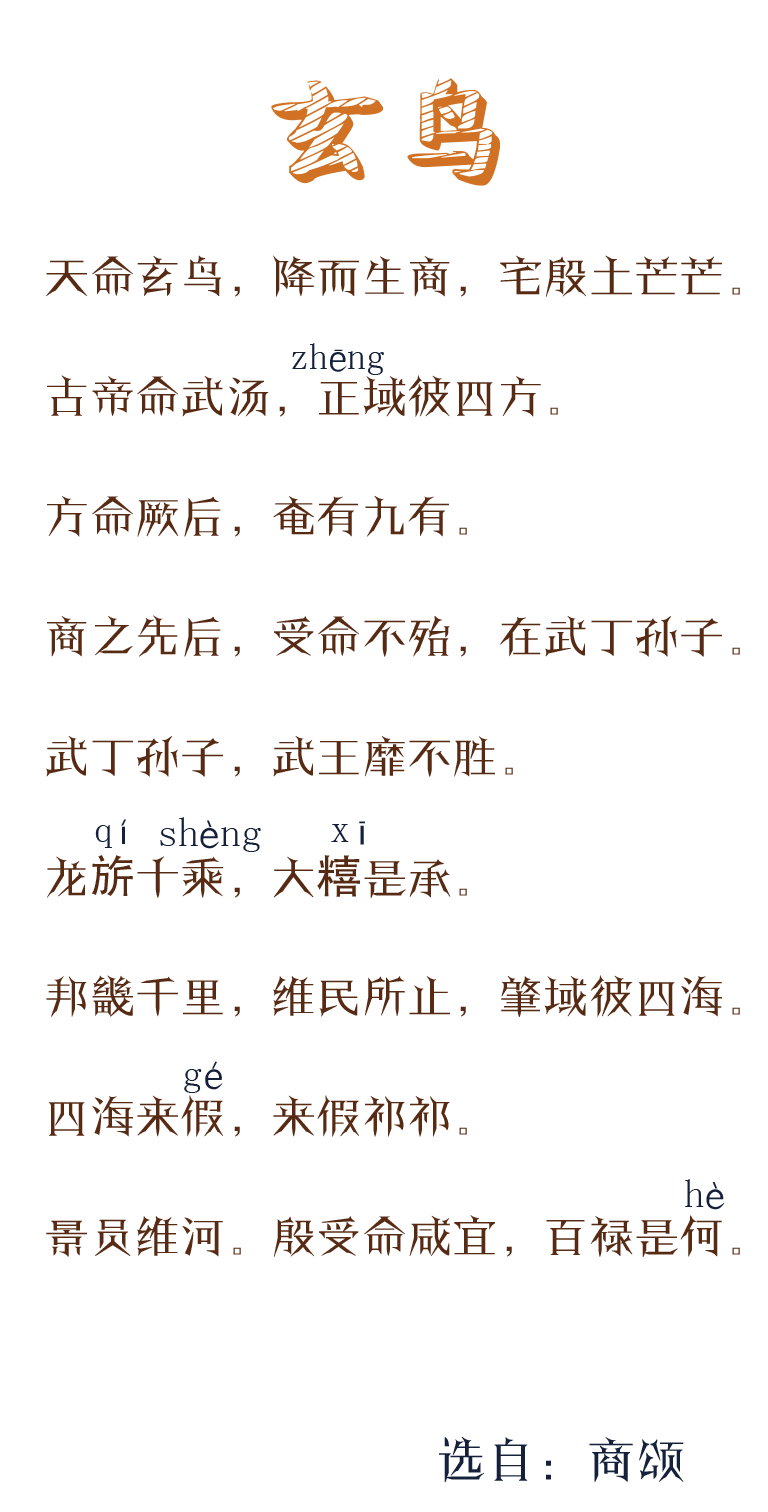 玄鸟
天命玄鸟，降而生商，宅殷土芒芒。
zhēng
古帝命武汤，正域彼四方。
方命厥后，奄有九有。
商之先后，受命不殆，在武丁孙子。
武丁孙子，武王靡不胜。
qí shèng xī
龙旂十乘，大糦是承。
邦畿千里，维民所止，肇域彼四海。
gé
四海来假，来假祁祁。
hè
景员维河。殷受命咸宜，百禄是何。
选自：商颂